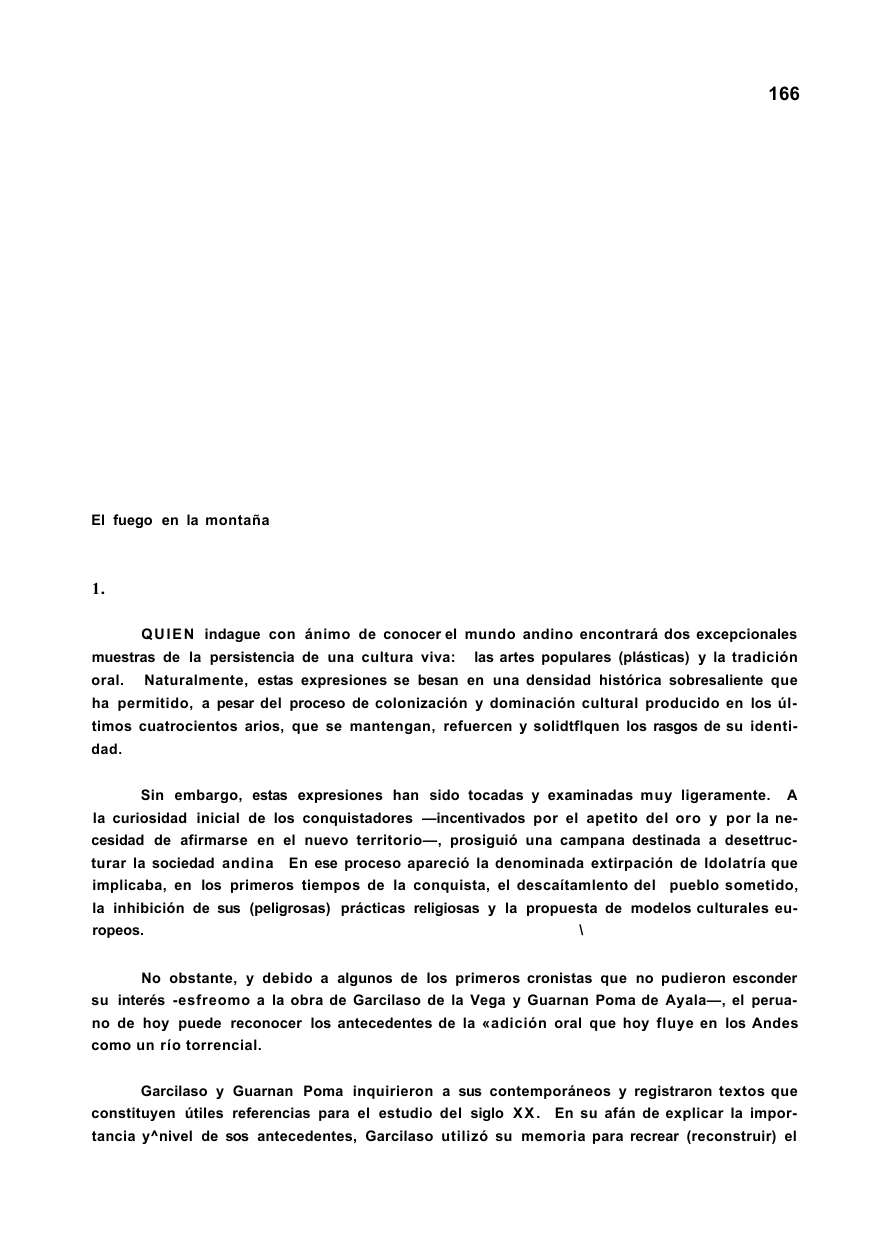 166
El fuego en la montaña
1.
QUIEN indague con ánimo de conocer el mundo andino encontrará dos excepcionales
muestras de la persistencia de una cultura viva: las artes populares (plásticas) y la tradición
oral. Naturalmente, estas expresiones se besan en una densidad histórica sobresaliente que
ha permitido, a pesar del proceso de colonización y dominación cultural producido en los úl-
timos cuatrocientos arios, que se mantengan, refuercen y solidtflquen los rasgos de su identi-
dad.
Sin embargo, estas expresiones han sido tocadas y examinadas muy ligeramente. A
la curiosidad inicial de los conquistadores —incentivados por el apetito del oro y por la ne-
cesidad de afirmarse en el nuevo territorio—, prosiguió una campana destinada a desettruc-
turar la sociedad andina En ese proceso apareció la denominada extirpación de Idolatría que
implicaba, en los primeros tiempos de la conquista, el descaítamlento del pueblo sometido,
la inhibición de sus (peligrosas) prácticas religiosas y la propuesta de modelos culturales eu-
ropeos. \
No obstante, y debido a algunos de los primeros cronistas que no pudieron esconder
su interés -esfreomo a la obra de Garcilaso de la Vega y Guarnan Poma de Ayala—, el perua-
no de hoy puede reconocer los antecedentes de la «adición oral que hoy fluye en los Andes
como un río torrencial.
Garcilaso y Guarnan Poma inquirieron a sus contemporáneos y registraron textos que
constituyen útiles referencias para el estudio del siglo XX. En su afán de explicar la impor-
tancia y^nivel de sos antecedentes, Garcilaso utilizó su memoria para recrear (reconstruir) el